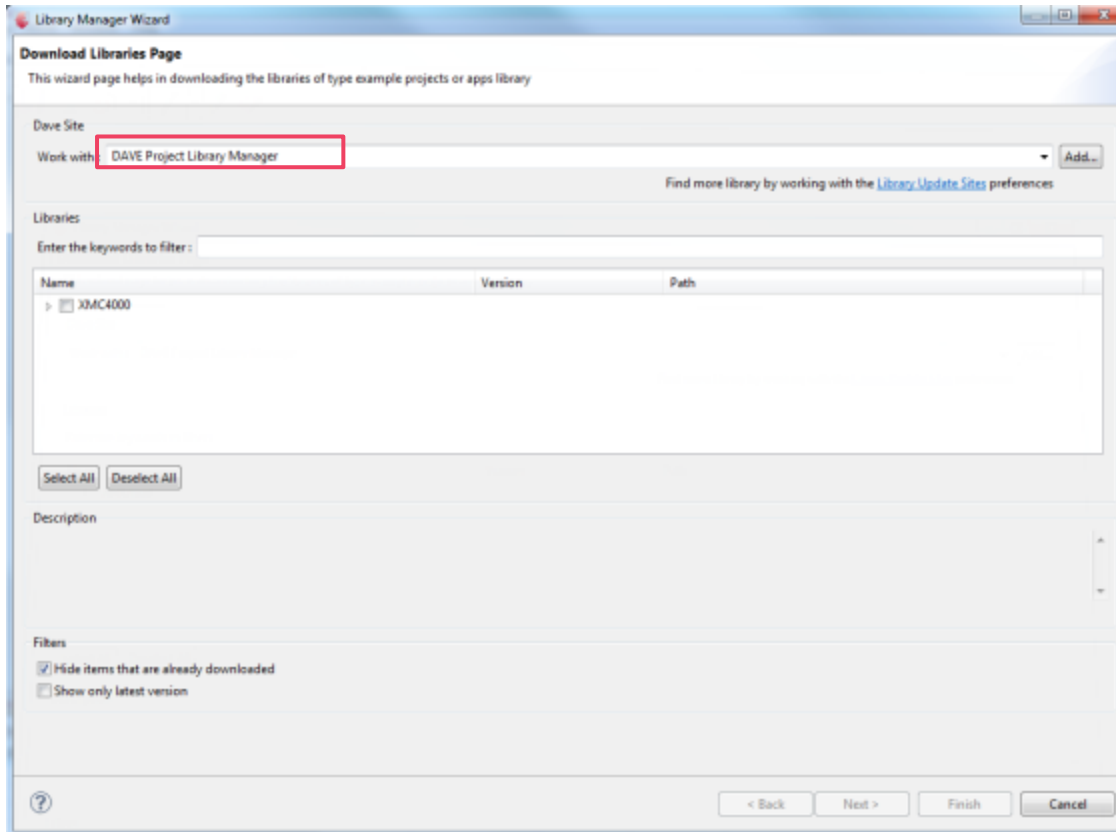 Library Manager Wizard
Download Libraries Page
This wizard page helps in downloading the libraries of type example projects or apps library
Dave Site
Work with: DAVE Project Library Manager
Add...
Find more library by working with the Library Update Sites preferences
Libraries
Enter the keywords to filter :
Name Version Path
XMC4000
Select All Deselect All
Description
Filters
Hide items that are already downloaded
Show only latest version
? < Back Next > Finish Cancel